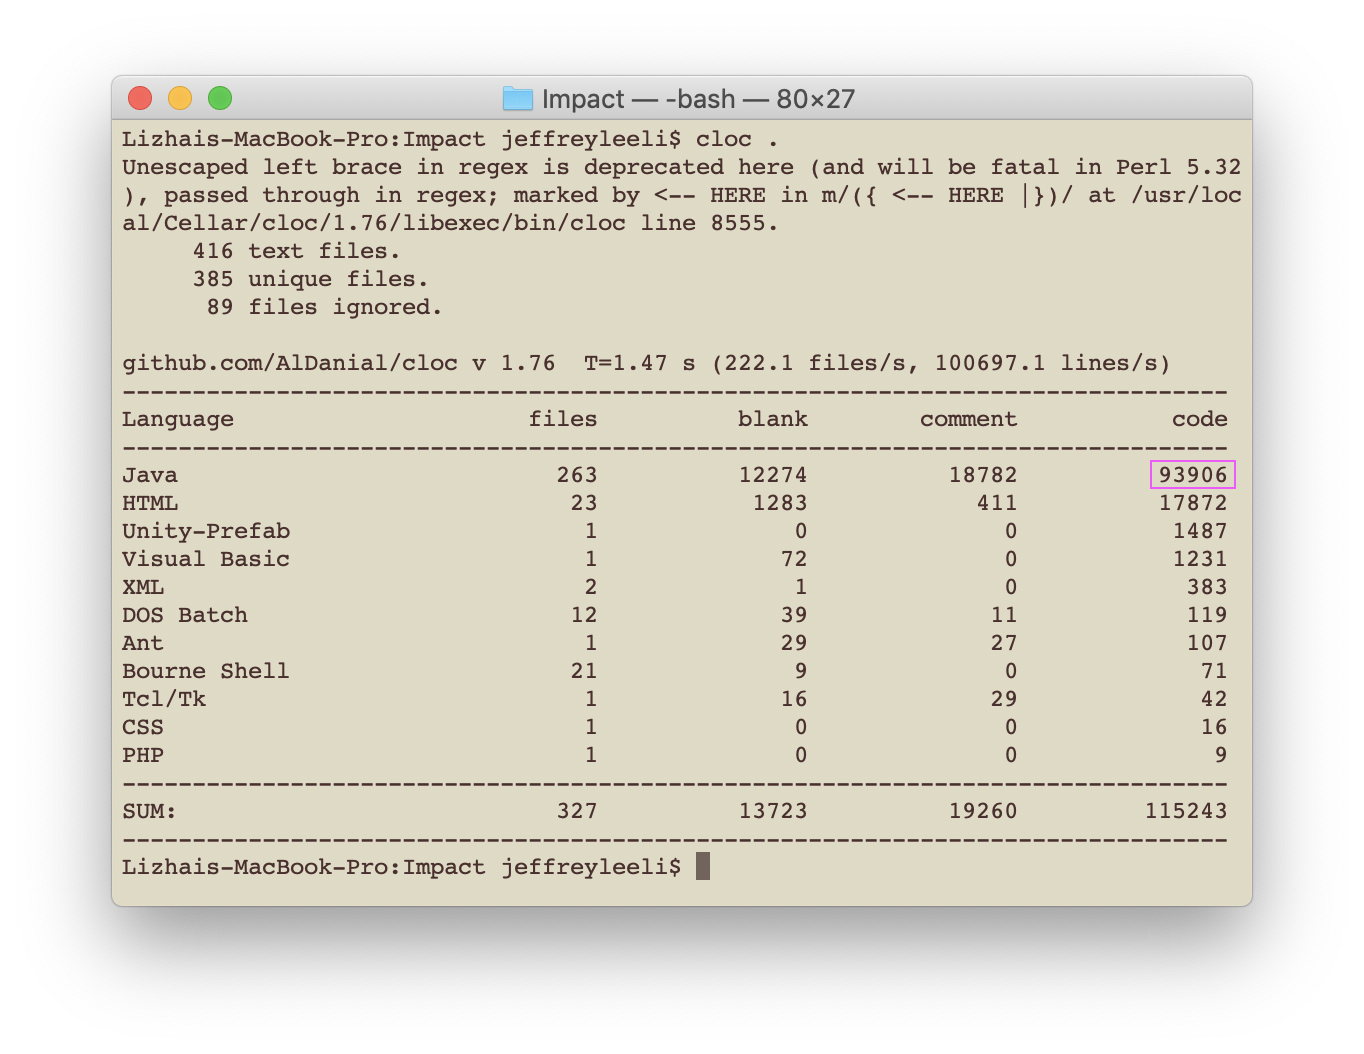 Impact — -bash — 80×27
Lizhais-MacBook-Pro:Impact jeffreyleeli$ cloc .
Unescaped left brace in regex is deprecated here (and will be fatal in Perl 5.32
), passed through in regex; marked by <-- HERE in m/({ <-- HERE |})/ at /usr/loc
al/Cellar/cloc/1.76/libexec/bin/cloc line 8555.
     416 text files.
     385 unique files.
      89 files ignored.

github.com/AlDanial/cloc v 1.76  T=1.47 s (222.1 files/s, 100697.1 lines/s)
-------------------------------------------------------------------------------
Language                     files          blank        comment           code
-------------------------------------------------------------------------------
Java                           263          12274          18782          93906
HTML                            23           1283            411          17872
Unity-Prefab                     1              0              0           1487
Visual Basic                     1             72              0           1231
XML                              2              1              0            383
DOS Batch                       12             39             11            119
Ant                              1             29             27            107
Bourne Shell                    21              9              0             71
Tcl/Tk                           1             16             29             42
CSS                              1              0              0             16
PHP                              1              0              0              9
-------------------------------------------------------------------------------
SUM:                           327          13723          19260         115243
-------------------------------------------------------------------------------
Lizhais-MacBook-Pro:Impact jeffreyleeli$